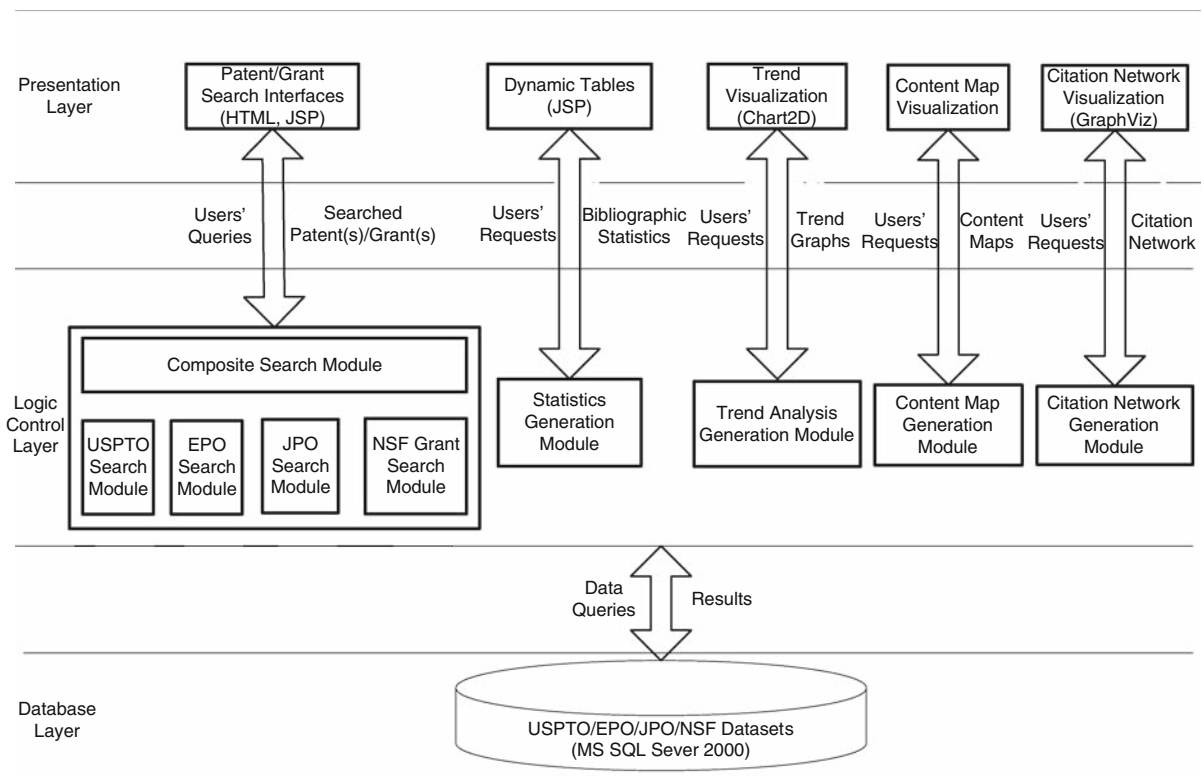 Presentation
Layer
Patent/Grant
Search Interfaces
(HTML, JSP)
Dynamic Tables
(JSP)
Trend
Visualization
(Chart2D)
Content Map
Visualization
Citation Network
Visualization
(GraphViz)
Users'
Queries
Searched
Patent(s)/Grant(s)
Users'
Requests
Bibliographic
Statistics
Users'
Requests
Trend
Graphs
Users'
Requests
Content
Maps
Users'
Requests
Citation
Network
Logic
Control
Layer
Composite Search Module
USPTO
Search
Module
EPO
Search
Module
JPO
Search
Module
NSF Grant
Search
Module
Statistics
Generation
Module
Trend Analysis
Generation Module
Content Map
Generation
Module
Citation Network
Generation
Module
Data
Queries
Results
Database
Layer
USPTO/EPO/JPO/NSF Datasets
(MS SQL Sever 2000)